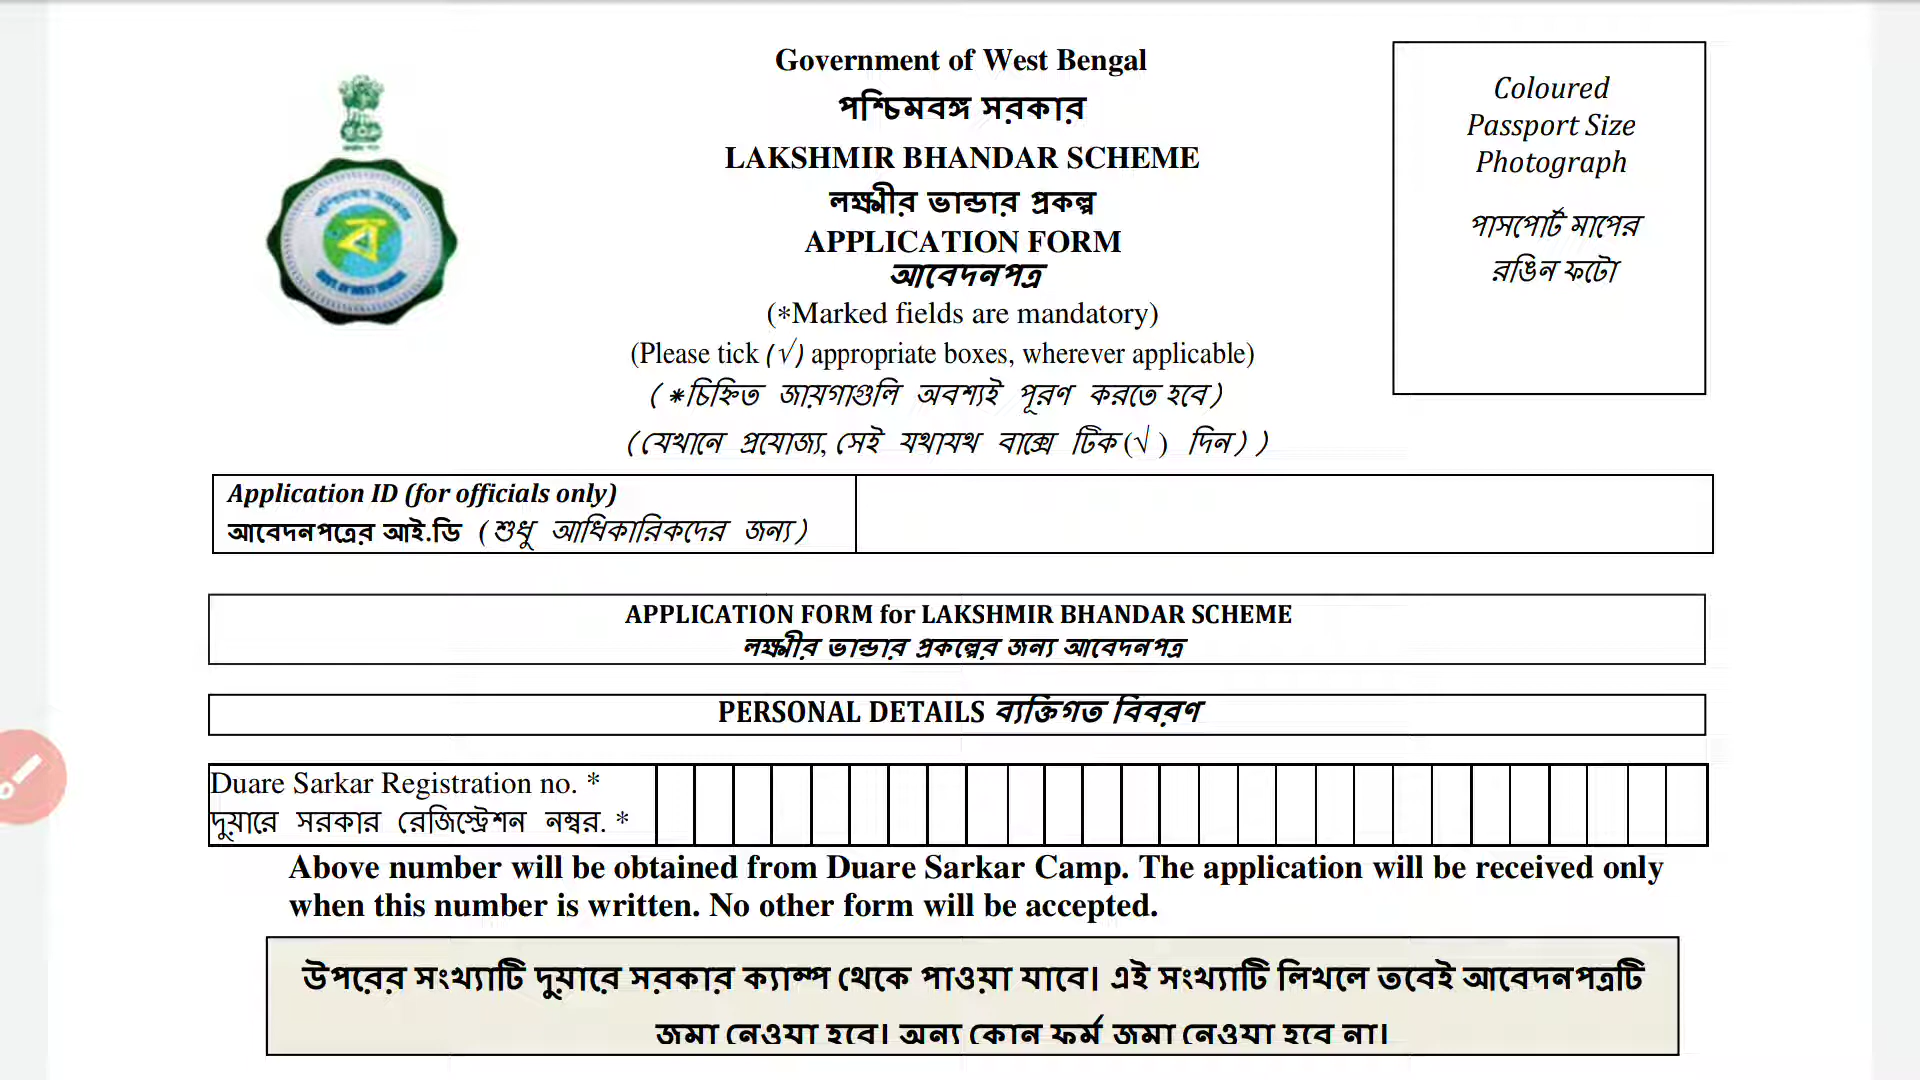 Government of West Bengal
পশ্চিমবঙ্গ সরকার
LAKSHMIR BHANDAR SCHEME
লক্ষ্মীর ভান্ডার প্রকল্প
APPLICATION FORM
আবেদনপত্র
(*Marked fields are mandatory)
(Please tick (√) appropriate boxes, wherever applicable)
( *চিহ্নিত জায়গাগুলি অবশ্যই পূরণ করতে হবে)
(যেখানে প্রযোজ্য, সেই যথাযথ বাক্সে টিক (√ ) দিন) )
Coloured
Passport Size
Photograph
পাসপোর্ট মাপের
রঙিন ফটো
Application ID (for officials only)
আবেদনপত্রের আই.ডি (শুধু আধিকারিকদের জন্য)
APPLICATION FORM for LAKSHMIR BHANDAR SCHEME
লক্ষ্মীর ভান্ডার প্রকল্পের জন্য আবেদনপত্র
PERSONAL DETAILS ব্যক্তিগত বিবরণ
Duare Sarkar Registration no. *
দুয়ারে সরকার রেজিস্ট্রেশন নম্বর. *
Above number will be obtained from Duare Sarkar Camp. The application will be received only
when this number is written. No other form will be accepted.
উপরের সংখ্যাটি দুয়ারে সরকার ক্যাম্প থেকে পাওয়া যাবে। এই সংখ্যাটি লিখলে তবেই আবেদনপত্রটি
জমা নেওয়া হবে। অন্য কোন ফর্ম জমা নেওয়া হবে না।